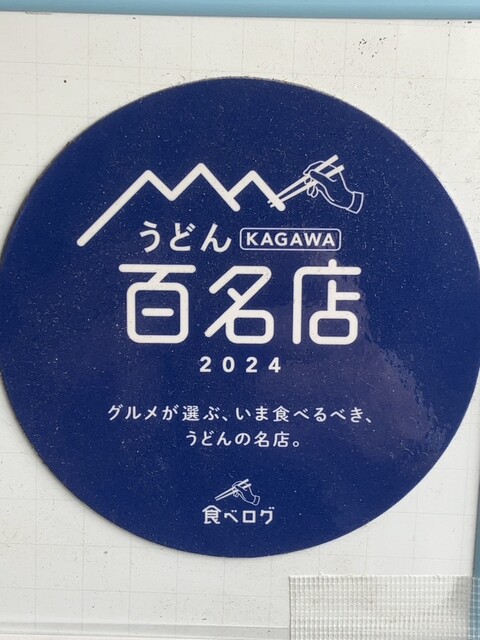 うどん KAGAWA
百名店
2024
グルメが選ぶ、いま食べるべき、
うどんの名店。
食べログ